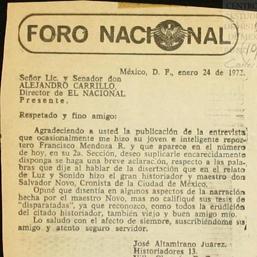 FORO NACIONAL
México, D. F., enero 24 de 1972.
Señor Lic. y Senador don
ALEJANDRO CARRILLO,
Director de EL NACIONAL
Presente.
Respetado y fino amigo:
Agradeciendo a usted la publicación de la entrevista
que ocasionalmente me hizo su joven e inteligente repor-
tero Francisco Mendoza R. y que aparece en el número
de hoy, en su 2a. Sección, deseo suplicarle encarecidamente
disponga se haga una breve aclaración, respecto a las pala-
bras que dije al hablar de la disertación que en el relato
de Luz y Sonido hizo el gran historiador y maestro don
Salvador Novo, Cronista de la Ciudad de México.
Opiné que disentía en algunos aspectos de la narración
hecha por el maestro Novo, mas no califiqué sus tesis de
"disparatadas", ya que reconozco, como todos la erudición
del citado historiador, también viejo y buen amigo mío.
Lo saludo con el afecto de siempre, suscribiéndome su
amigo y atento seguro servidor.
José Altamirano Juárez.
Historiadores 13.